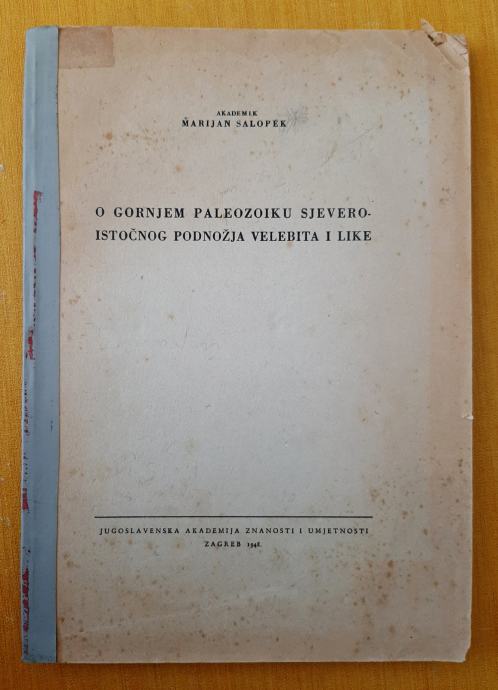 AKADEMIK
MARIJAN SALOPEK
O GORNJEM PALEOZOIKU SJEVERO-
ISTOČNOG PODNOŽJA VELEBITA I LIKE
JUGOSLAVENSKA AKADEMIJA ZNANOSTI I UMJETNOSTI
ZAGREB 1948.